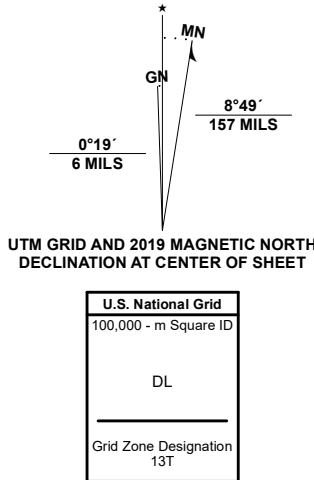 ★
MN
GN
8°49´
157 MILS
0°19´
6 MILS
UTM GRID AND 2019 MAGNETIC NORTH
DECLINATION AT CENTER OF SHEET
U.S. National Grid
100,000 - m Square ID
DL
Grid Zone Designation
13T